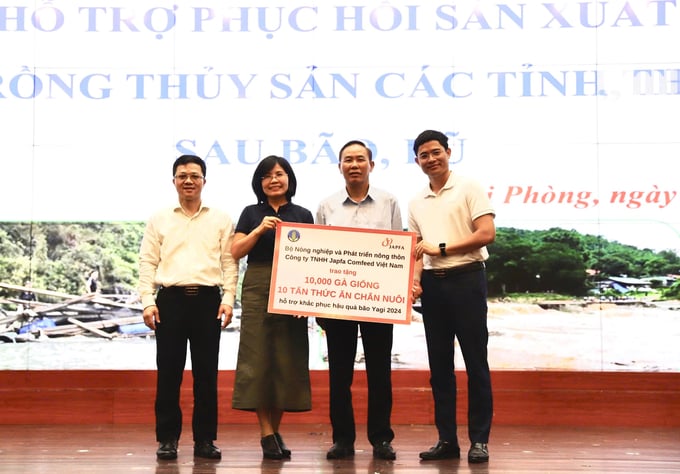 HỖ TRỢ PHỤC HỒI SẢN XUẤT
RỒNG THỦY SẢN CÁC TỈNH,
SAU BÃO, LŨ
Phòng, ngày
JAPFA
Bộ Nông nghiệp và Phát triển nông thôn
Công ty TNHH Japfa Comfeed Việt Nam
trao tặng
10,000 GÀ GIỐNG
10 TẤN THỨC ĂN CHĂN NUÔI
hỗ trợ khắc phục hậu quả bão Yagi 2024